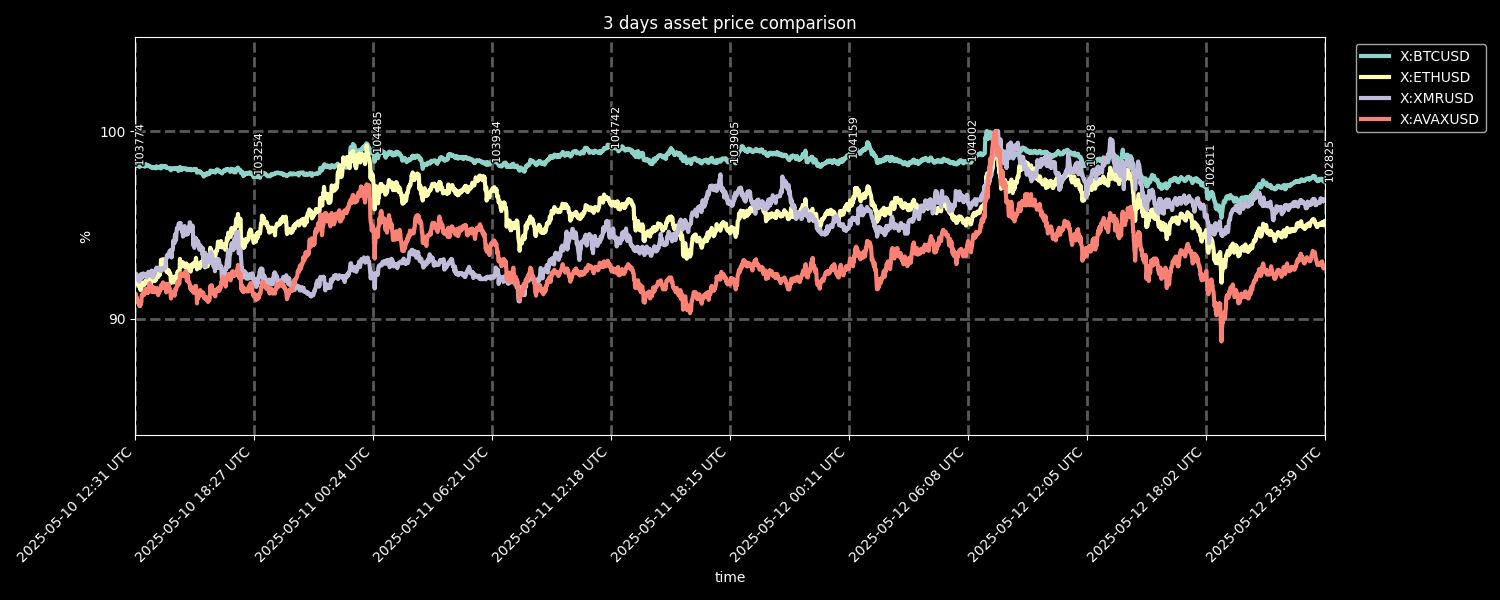 3 days asset price comparison
X:BTCUSD
X:ETHUSD
X:XMRUSD
X:AVAXUSD
100
90
%
103774
103254
104485
103934
104742
103905
104159
104002
103758
102611
102825
2025-05-10 12:31 UTC
2025-05-10 18:27 UTC
2025-05-11 00:24 UTC
2025-05-11 06:21 UTC
2025-05-11 12:18 UTC
2025-05-11 18:15 UTC
2025-05-12 00:11 UTC
2025-05-12 06:08 UTC
2025-05-12 12:05 UTC
2025-05-12 18:02 UTC
2025-05-12 23:59 UTC
time